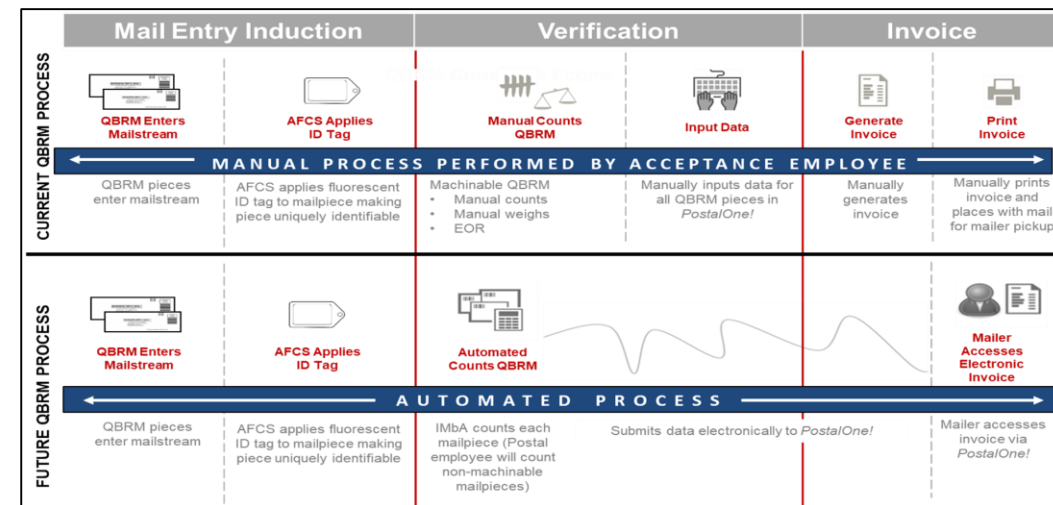 Mail Entry Induction
Verification
Invoice
CURRENT QBRM PROCESS
QBRM Enters
Mailstream
AFCS Applies
ID Tag
Manual Counts
QBRM
Input Data
Generate
Invoice
Print
Invoice
MANUAL PROCESS PERFORMED BY ACCEPTANCE EMPLOYEE
QBRM pieces
enter mailstream
AFCS applies fluorescent
ID tag to mailpiece making
piece uniquely identifiable
Machinable QBRM
• Manual counts
• Manual weighs
• EOR
Manually inputs data for
all QBRM pieces in
PostalOne!
Manually
generates
invoice
Manually prints
invoice and
places with mail
for mailer pickup
FUTURE QBRM PROCESS
QBRM Enters
Mailstream
AFCS Applies
ID Tag
Automated
Counts QBRM
Mailer
Accesses
Electronic
Invoice
AUTOMATED PROCESS
QBRM pieces
enter mailstream
AFCS applies fluorescent
ID tag to mailpiece making
piece uniquely identifiable
IMbA counts each
mailpiece (Postal
employee will count
non-machinable
mailpieces)
Submits data electronically to PostalOne!
Mailer accesses
invoice via
PostalOne!